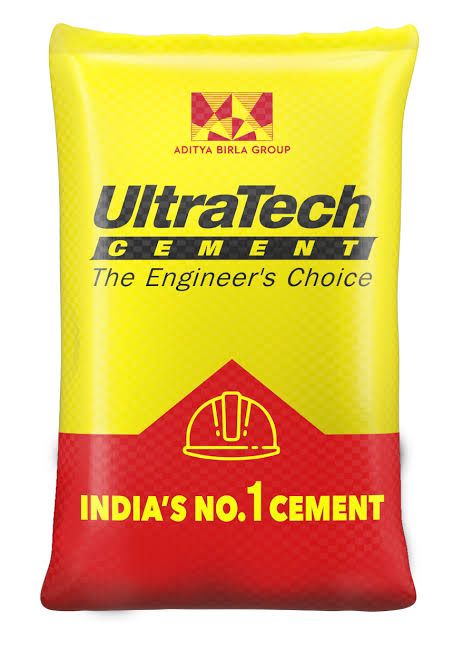 ADITYA BIRLA GROUP
UltraTech
CEMENT
The Engineer's Choice
INDIA'S NO.1 CEMENT